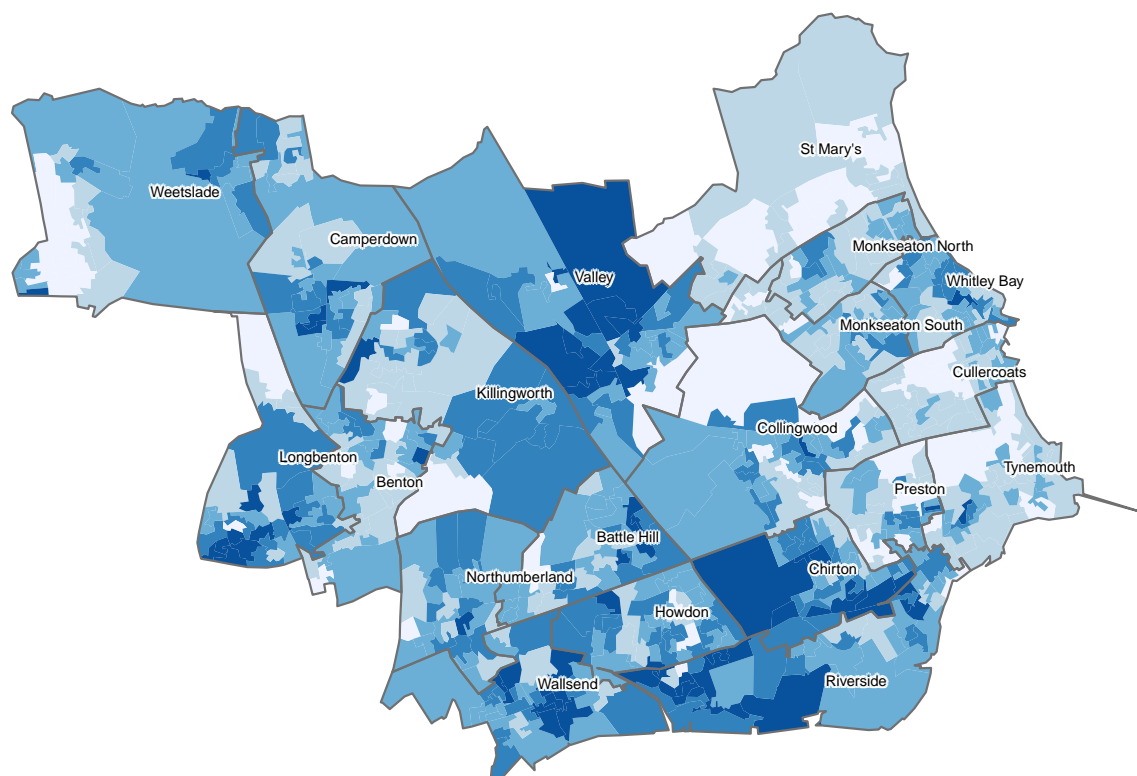 St Mary's
Weetslade
Camperdown
Monkseaton North
Valley
Whitley Bay
Monkseaton South
Cullercoats
Killingworth
Collingwood
Longbenton
Tynemouth
Benton
Preston
Battle Hill
Chirton
Northumberland
Howdon
Riverside
Wallsend